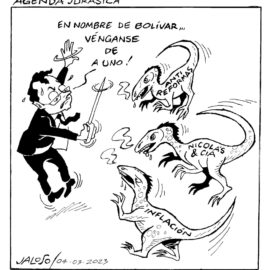 AGENDA JURÁSICA
EN NOMBRE DE BOLÍVAR...
VÉNGANSE
DE
A UNO!
ANTI
REFORMAS
NICOLÁS
& CIA
INFLACIÓN
JALOSO/04-07-2023